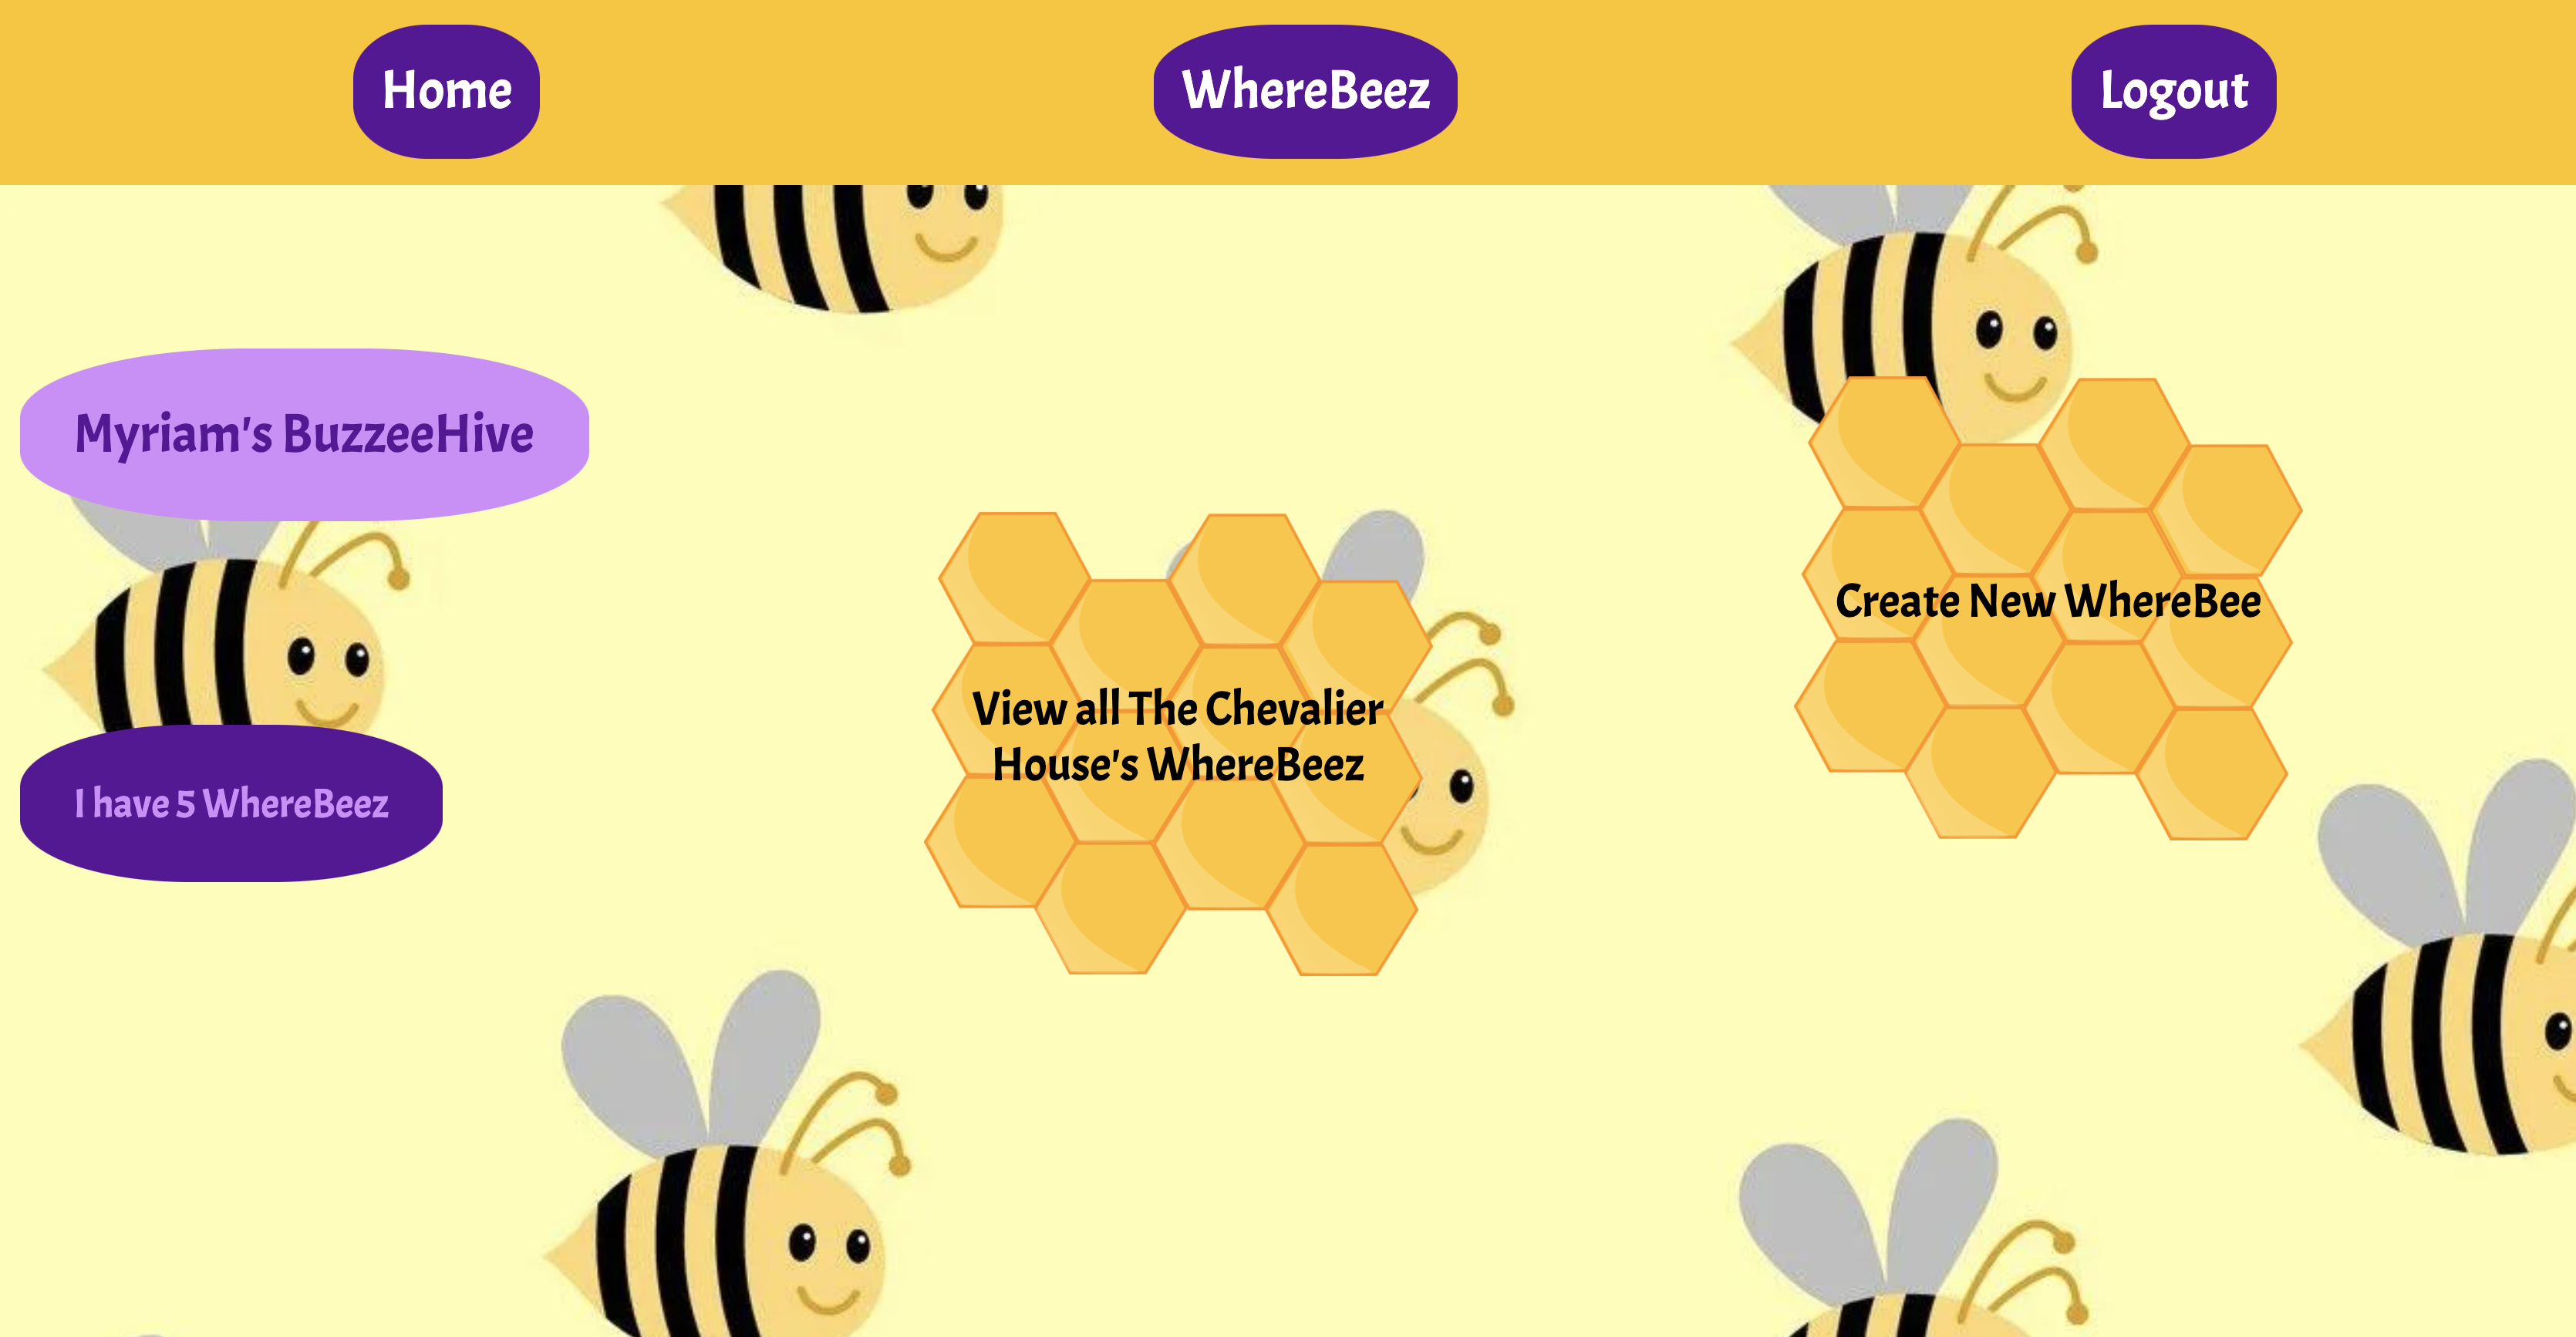 Home
WhereBeez
Logout
Myriam's BuzzeeHive
I have 5 WhereBeez
View all The Chevalier
House's WhereBeez
Create New WhereBee